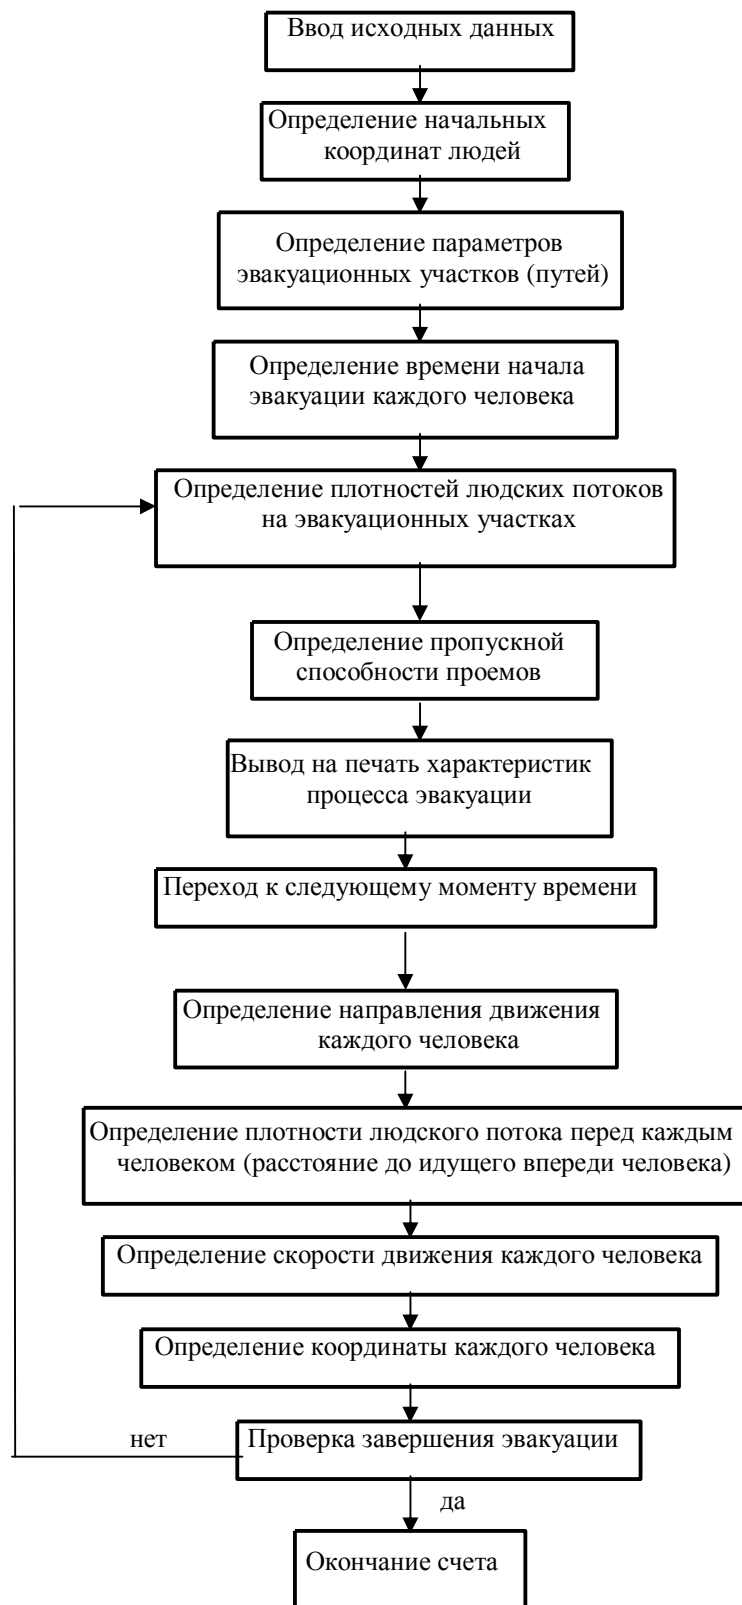 Ввод исходных данных
Определение начальных
координат людей
Определение параметров
эвакуационных участков (путей)
Определение времени начала
эвакуации каждого человека
Определение плотностей людских потоков
на эвакуационных участках
Определение пропускной
способности проемов
Вывод на печать характеристик
процесса эвакуации
Переход к следующему моменту времени
Определение направления движения
каждого человека
Определение плотности людского потока перед каждым
человеком (расстояние до идущего впереди человека)
Определение скорости движения каждого человека
Определение координаты каждого человека
нет
Проверка завершения эвакуации
да
Окончание счета